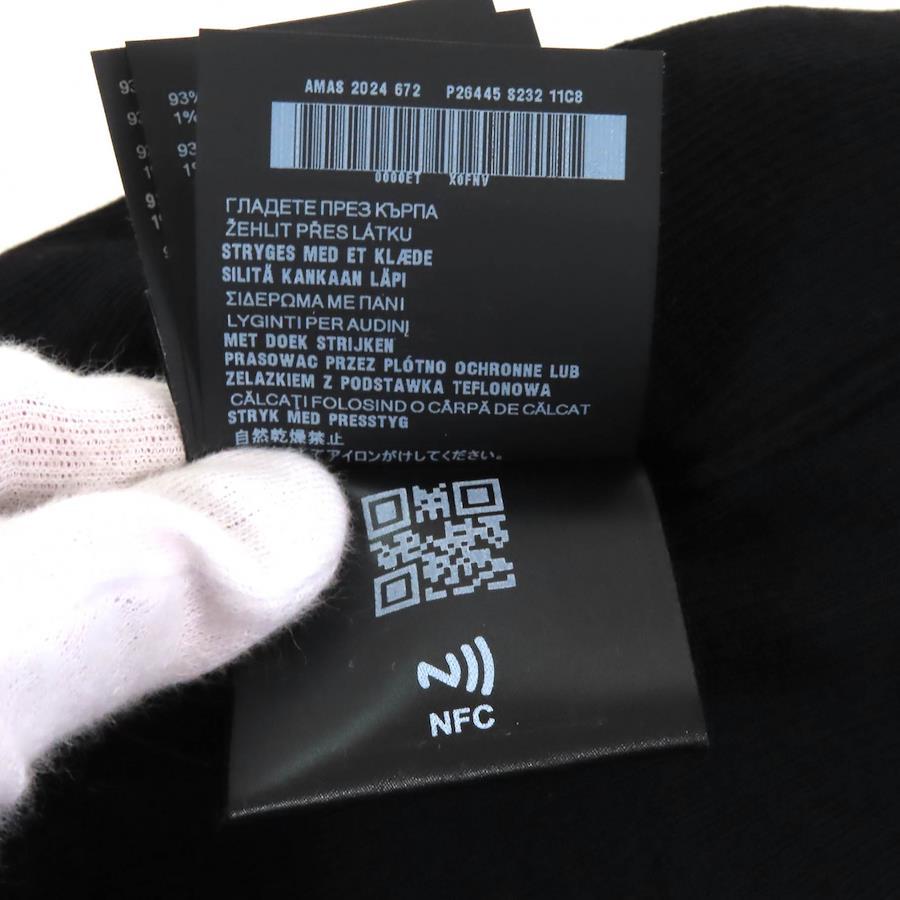 AMAS 2024 672 P26445 S232 11C8
0000ET X0FNV
ГЛАДЕТЕ ПРЕЗ КЪРПА
ŽEHLIT PŘES LÁTKU
STRYGES MED ET KLÆDE
SILITÄ KANKAAN LÄPI
ΣΙΔΕΡΩΜΑ ΜΕ ΠΑΝΙ
LYGINTI PER AUDINĮ
MET DOEK STRIJKEN
PRASOWAC PRZEZ PLÓTNO OCHRONNE LUB
ZELAZKIEM Z PODSTAWKA TEFLONOWA
CĂLCAȚI FOLOSIND O CÂRPĂ DE CĂLCAT
STRYK MED PRESSTYG
自然乾燥禁止
てアイロンがけしてください。
NFC
93%
1%
93
1%